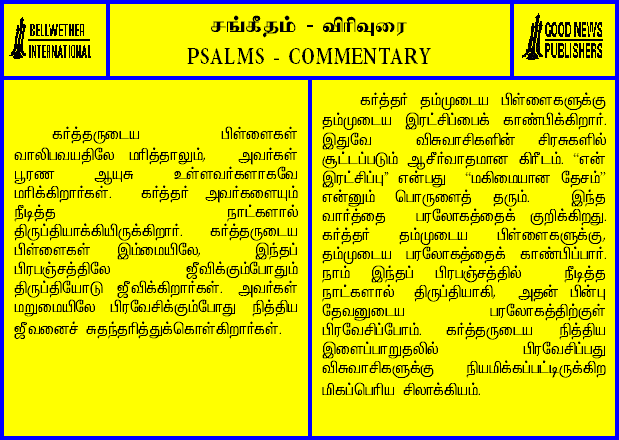 BELLWETHER
INTERNATIONAL
சங்கீதம் - விரிவுரை
PSALMS - COMMENTARY
GOOD NEWS
PUBLISHERS
கர்த்தருடைய பிள்ளைகள்
வாலிபவயதிலே மரித்தாலும், அவர்கள்
பூரண ஆயுசு உள்ளவர்களாகவே
மரிக்கிறார்கள். கர்த்தர் அவர்களையும்
நீடித்த நாட்களால்
திருப்தியாக்கியிருக்கிறார். கர்த்தருடைய
பிள்ளைகள் இம்மையிலே, இந்தப்
பிரபஞ்சத்திலே ஜீவிக்கும்போதும்
திருப்தியோடு ஜீவிக்கிறார்கள். அவர்கள்
மறுமையிலே பிரவேசிக்கும்போது நித்திய
ஜீவனைச் சுதந்தரித்துக்கொள்கிறார்கள்.
கர்த்தர் தம்முடைய பிள்ளைகளுக்கு
தம்முடைய இரட்சிப்பைக் காண்பிக்கிறார்.
இதுவே விசுவாசிகளின் சிரசுகளில்
சூட்டப்படும் ஆசீர்வாதமான கிரீடம். “என்
இரட்சிப்பு” என்பது “மகிமையான தேசம்”
என்னும் பொருளைத் தரும். இந்த
வார்த்தை பரலோகத்தைக் குறிக்கிறது.
கர்த்தர் தம்முடைய பிள்ளைகளுக்கு,
தம்முடைய பரலோகத்தைக் காண்பிப்பார்.
நாம் இந்தப் பிரபஞ்சத்தில் நீடித்த
நாட்களால் திருப்தியாகி, அதன் பின்பு
தேவனுடைய பரலோகத்திற்குள்
பிரவேசிப்போம். கர்த்தருடைய நித்திய
இளைப்பாறுதலில் பிரவேசிப்பது
விசுவாசிகளுக்கு நியமிக்கப்பட்டிருக்கிற
மிகப்பெரிய சிலாக்கியம்.